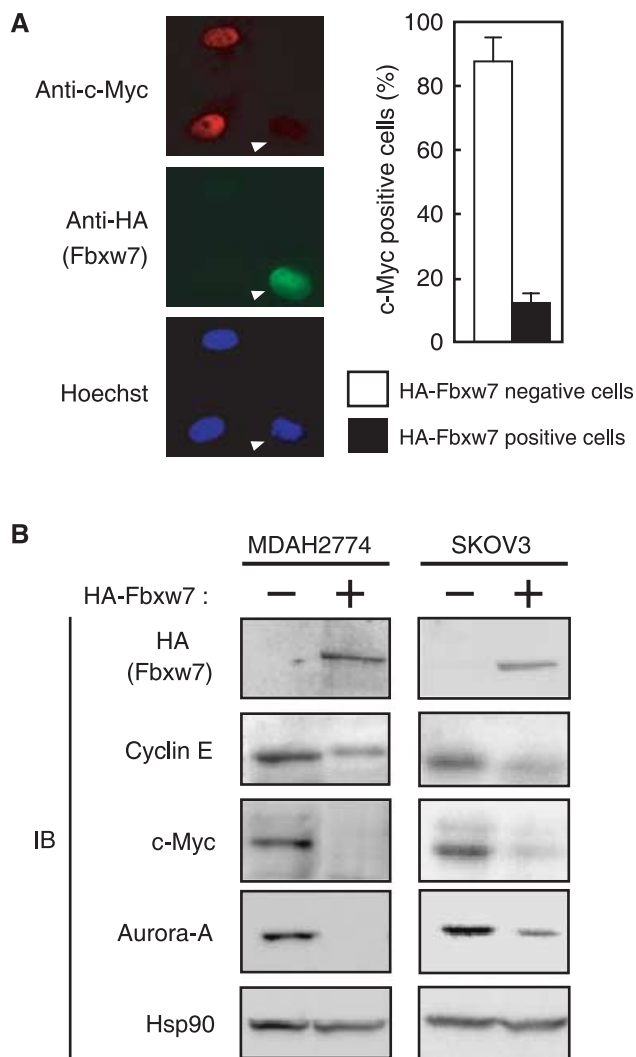 A
Anti-c-Myc
Anti-HA
(Fbxw7)
Hoechst
c-Myc positive cells (%)
100
80
60
40
20
0
HA-Fbxw7 negative cells
HA-Fbxw7 positive cells
B
MDAH2774
SKOV3
HA-Fbxw7 :
− + − +
IB
HA
(Fbxw7)
Cyclin E
c-Myc
Aurora-A
Hsp90